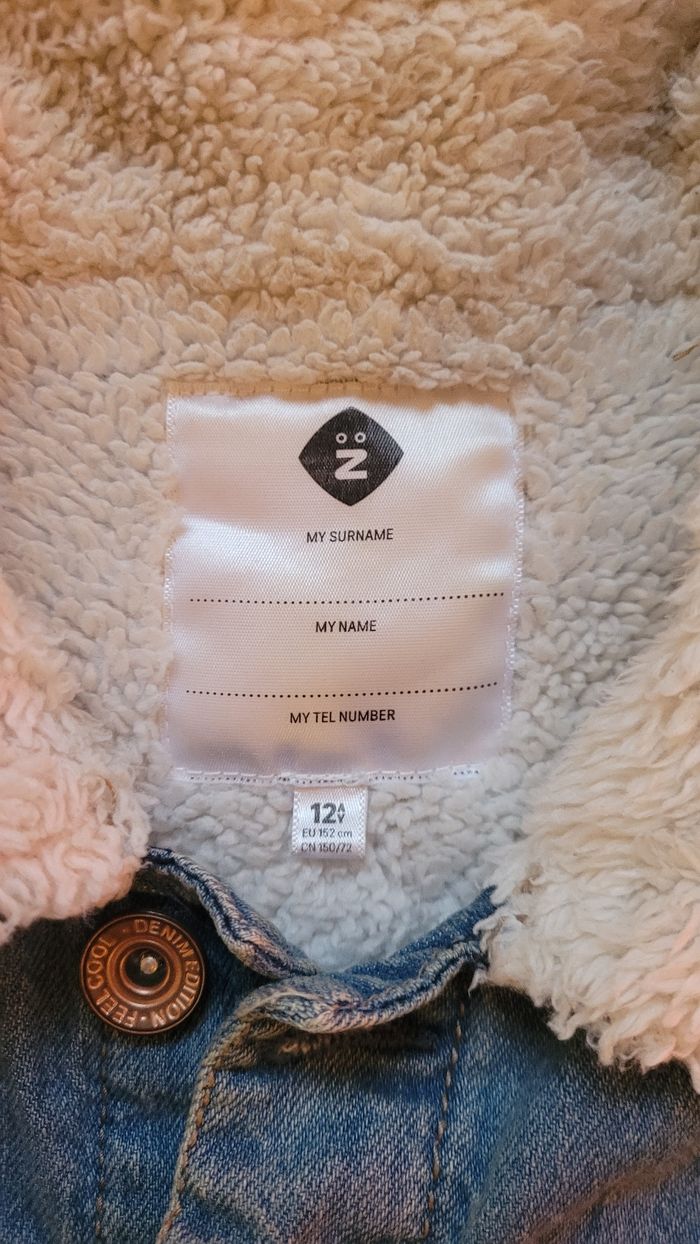 Z
MY SURNAME
MY NAME
MY TEL NUMBER
12 A/V
EU 152 cm
CN 150/72
DENIM EDITION · FEEL COOL ·